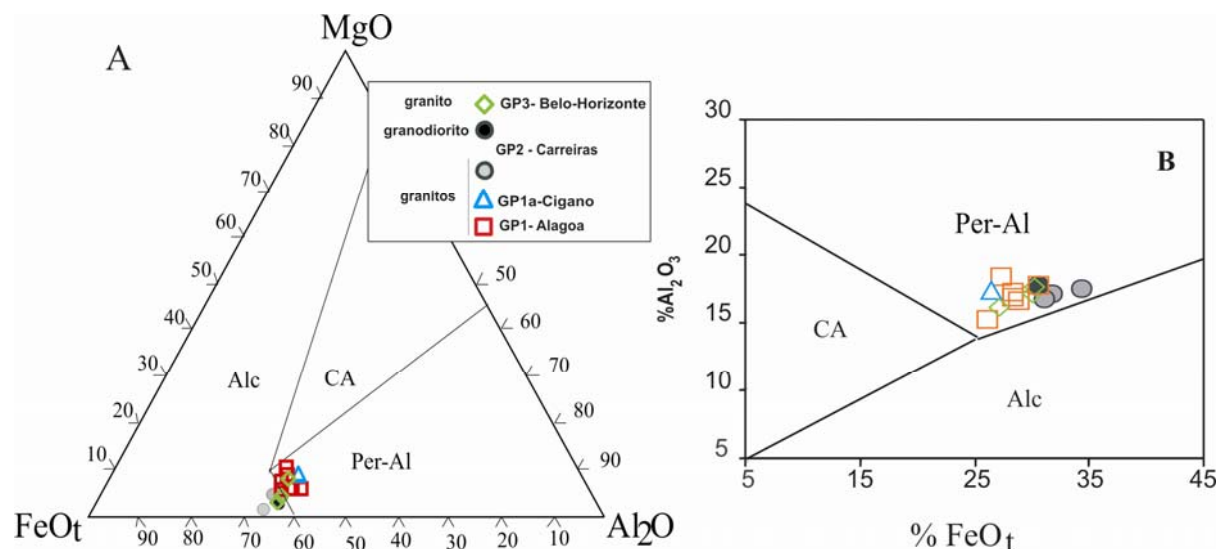 A
MgO
90
80
70
60
50
40
30
20
10
50
60
70
80
90
Alc
CA
Per-Al
FeOt
Al2O
90
80
70
60
50
40
30
20
10
granito
GP3- Belo-Horizonte
granodiorito
GP2 - Carreiras
granitos
GP1a-Cigano
GP1- Alagoa
B
%Al2O3
30
25
20
15
10
5
Per-Al
CA
Alc
5
25
35
45
% FeOt